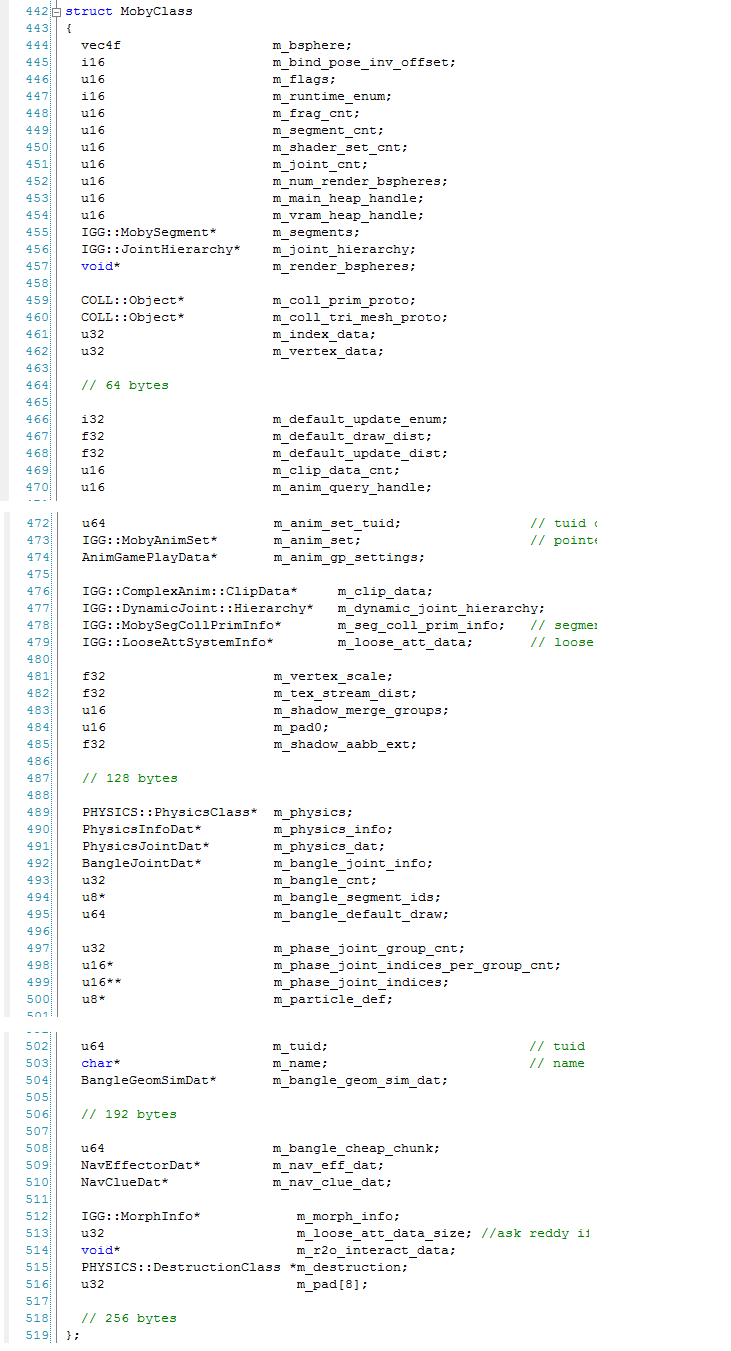 442 struct MobyClass
443 {
444 vec4f m_bsphere;
445 i16 m_bind_pose_inv_offset;
446 u16 m_flags;
447 i16 m_runtime_enum;
448 u16 m_frag_cnt;
449 u16 m_segment_cnt;
450 u16 m_shader_set_cnt;
451 u16 m_joint_cnt;
452 u16 m_num_render_bspheres;
453 u16 m_main_heap_handle;
454 u16 m_vram_heap_handle;
455 IGG::MobySegment* m_segments;
456 IGG::JointHierarchy* m_joint_hierarchy;
457 void* m_render_bspheres;
458
459 COLL::Object* m_coll_prim_proto;
460 COLL::Object* m_coll_tri_mesh_proto;
461 u32 m_index_data;
462 u32 m_vertex_data;
463
464 // 64 bytes
465
466 i32 m_default_update_enum;
467 f32 m_default_draw_dist;
468 f32 m_default_update_dist;
469 u16 m_clip_data_cnt;
470 u16 m_anim_query_handle;
472 u64 m_anim_set_tuid; // tuid
473 IGG::MobyAnimSet* m_anim_set; //
474 AnimGamePlayData* m_anim_gp_settings;
475
476 IGG::ComplexAnim::ClipData* m_clip_data;
477 IGG::DynamicJoint::Hierarchy* m_dynamic_joint_hierarchy;
478 IGG::MobySegCollPrimInfo* m_seg_coll_prim_info; //
479 IGG::LooseAttSystemInfo* m_loose_att_data; // loose
480
481 f32 m_vertex_scale;
482 f32 m_tex_stream_dist;
483 u16 m_shadow_merge_groups;
484 u16 m_pad0;
485 f32 m_shadow_aabb_ext;
486
487 // 128 bytes
488
489 PHYSICS::PhysicsClass* m_physics;
490 PhysicsInfoDat* m_physics_info;
491 PhysicsJointDat* m_physics_dat;
492 BangleJointDat* m_bangle_joint_info;
493 u32 m_bangle_cnt;
494 u8* m_bangle_segment_ids;
495 u64 m_bangle_default_draw;
496
497 u32 m_phase_joint_group_cnt;
498 u16* m_phase_joint_indices_per_group_cnt;
499 u16** m_phase_joint_indices;
500 u8* m_particle_def;
501
502 u64 m_tuid; // tuid
503 char* m_name; // name
504 BangleGeomSimDat* m_bangle_geom_sim_dat;
505
506 // 192 bytes
507
508 u64 m_bangle_cheap_chunk;
509 NavEffectorDat* m_nav_eff_dat;
510 NavClueDat* m_nav_clue_dat;
511
512 IGG::MorphInfo* m_morph_info;
513 u32 m_loose_att_data_size; //ask reddy if
514 void* m_r2o_interact_data;
515 PHYSICS::DestructionClass *m_destruction;
516 u32 m_pad[8];
517
518 // 256 bytes
519 };